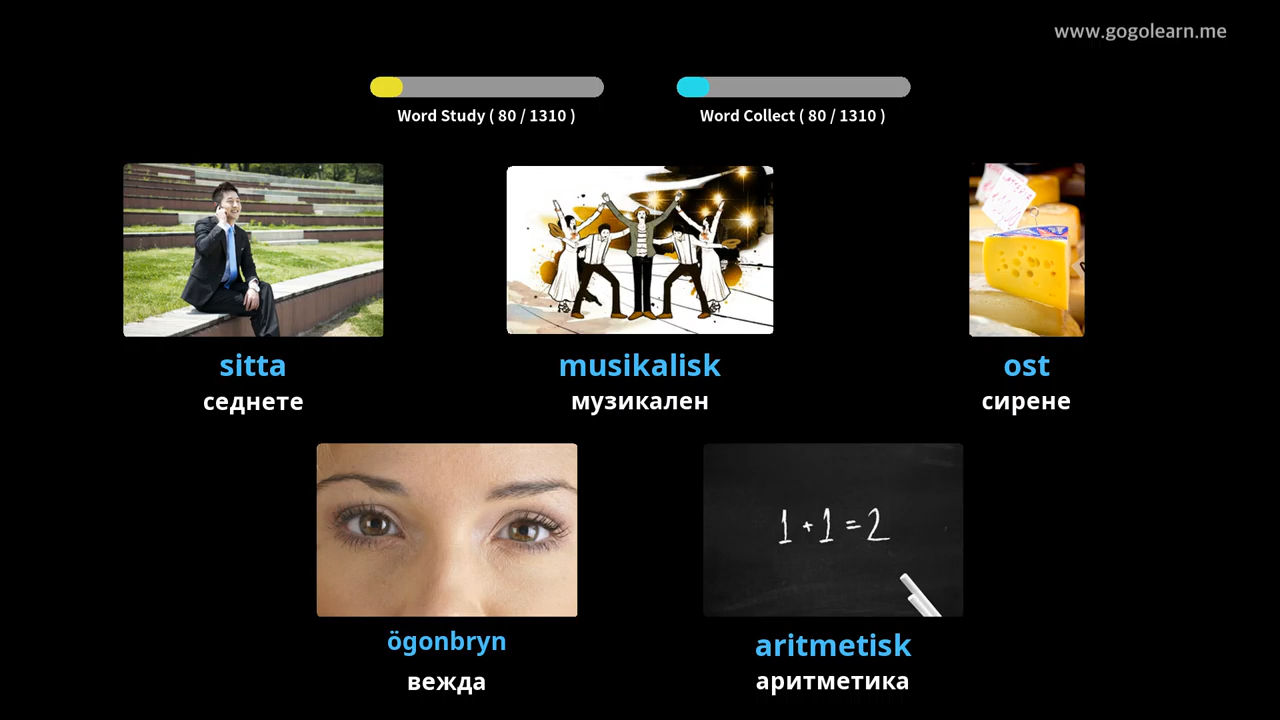 www.gogolearn.me
Word Study ( 80 / 1310 )
Word Collect ( 80 / 1310 )
sitta
седнете
musikalisk
музикален
ost
сирене
ögonbryn
вежда
1 + 1 = 2
aritmetisk
аритметика